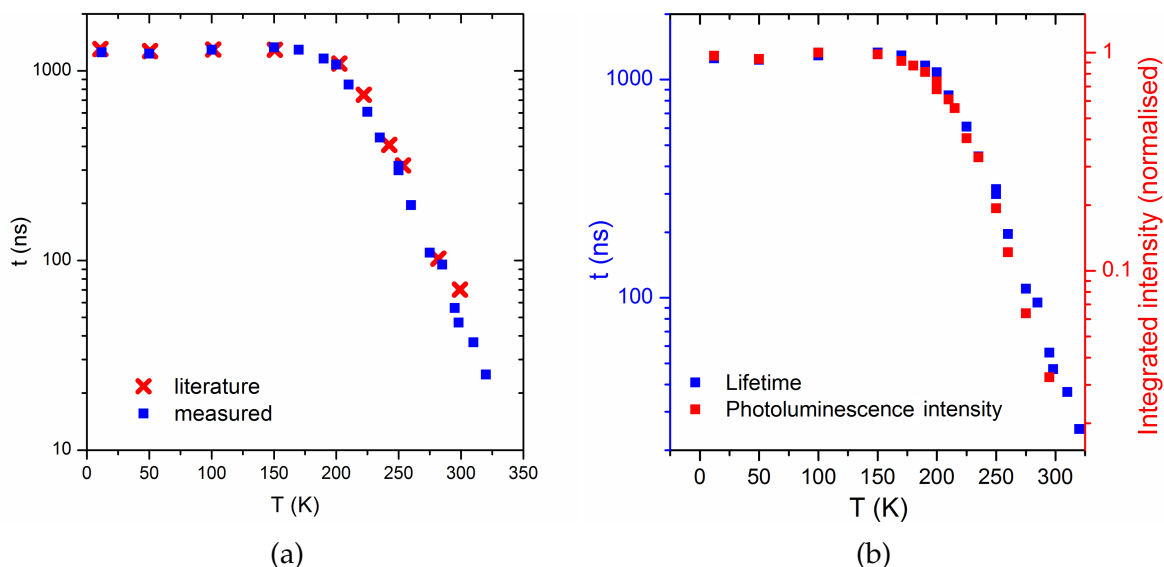 1000
100
10
t (ns)
0
50
100
150
200
250
300
350
T (K)
literature
measured
(a)
1000
100
t (ns)
0
50
100
150
200
250
300
T (K)
1
0.1
Integrated intensity (normalised)
Lifetime
Photoluminescence intensity
(b)